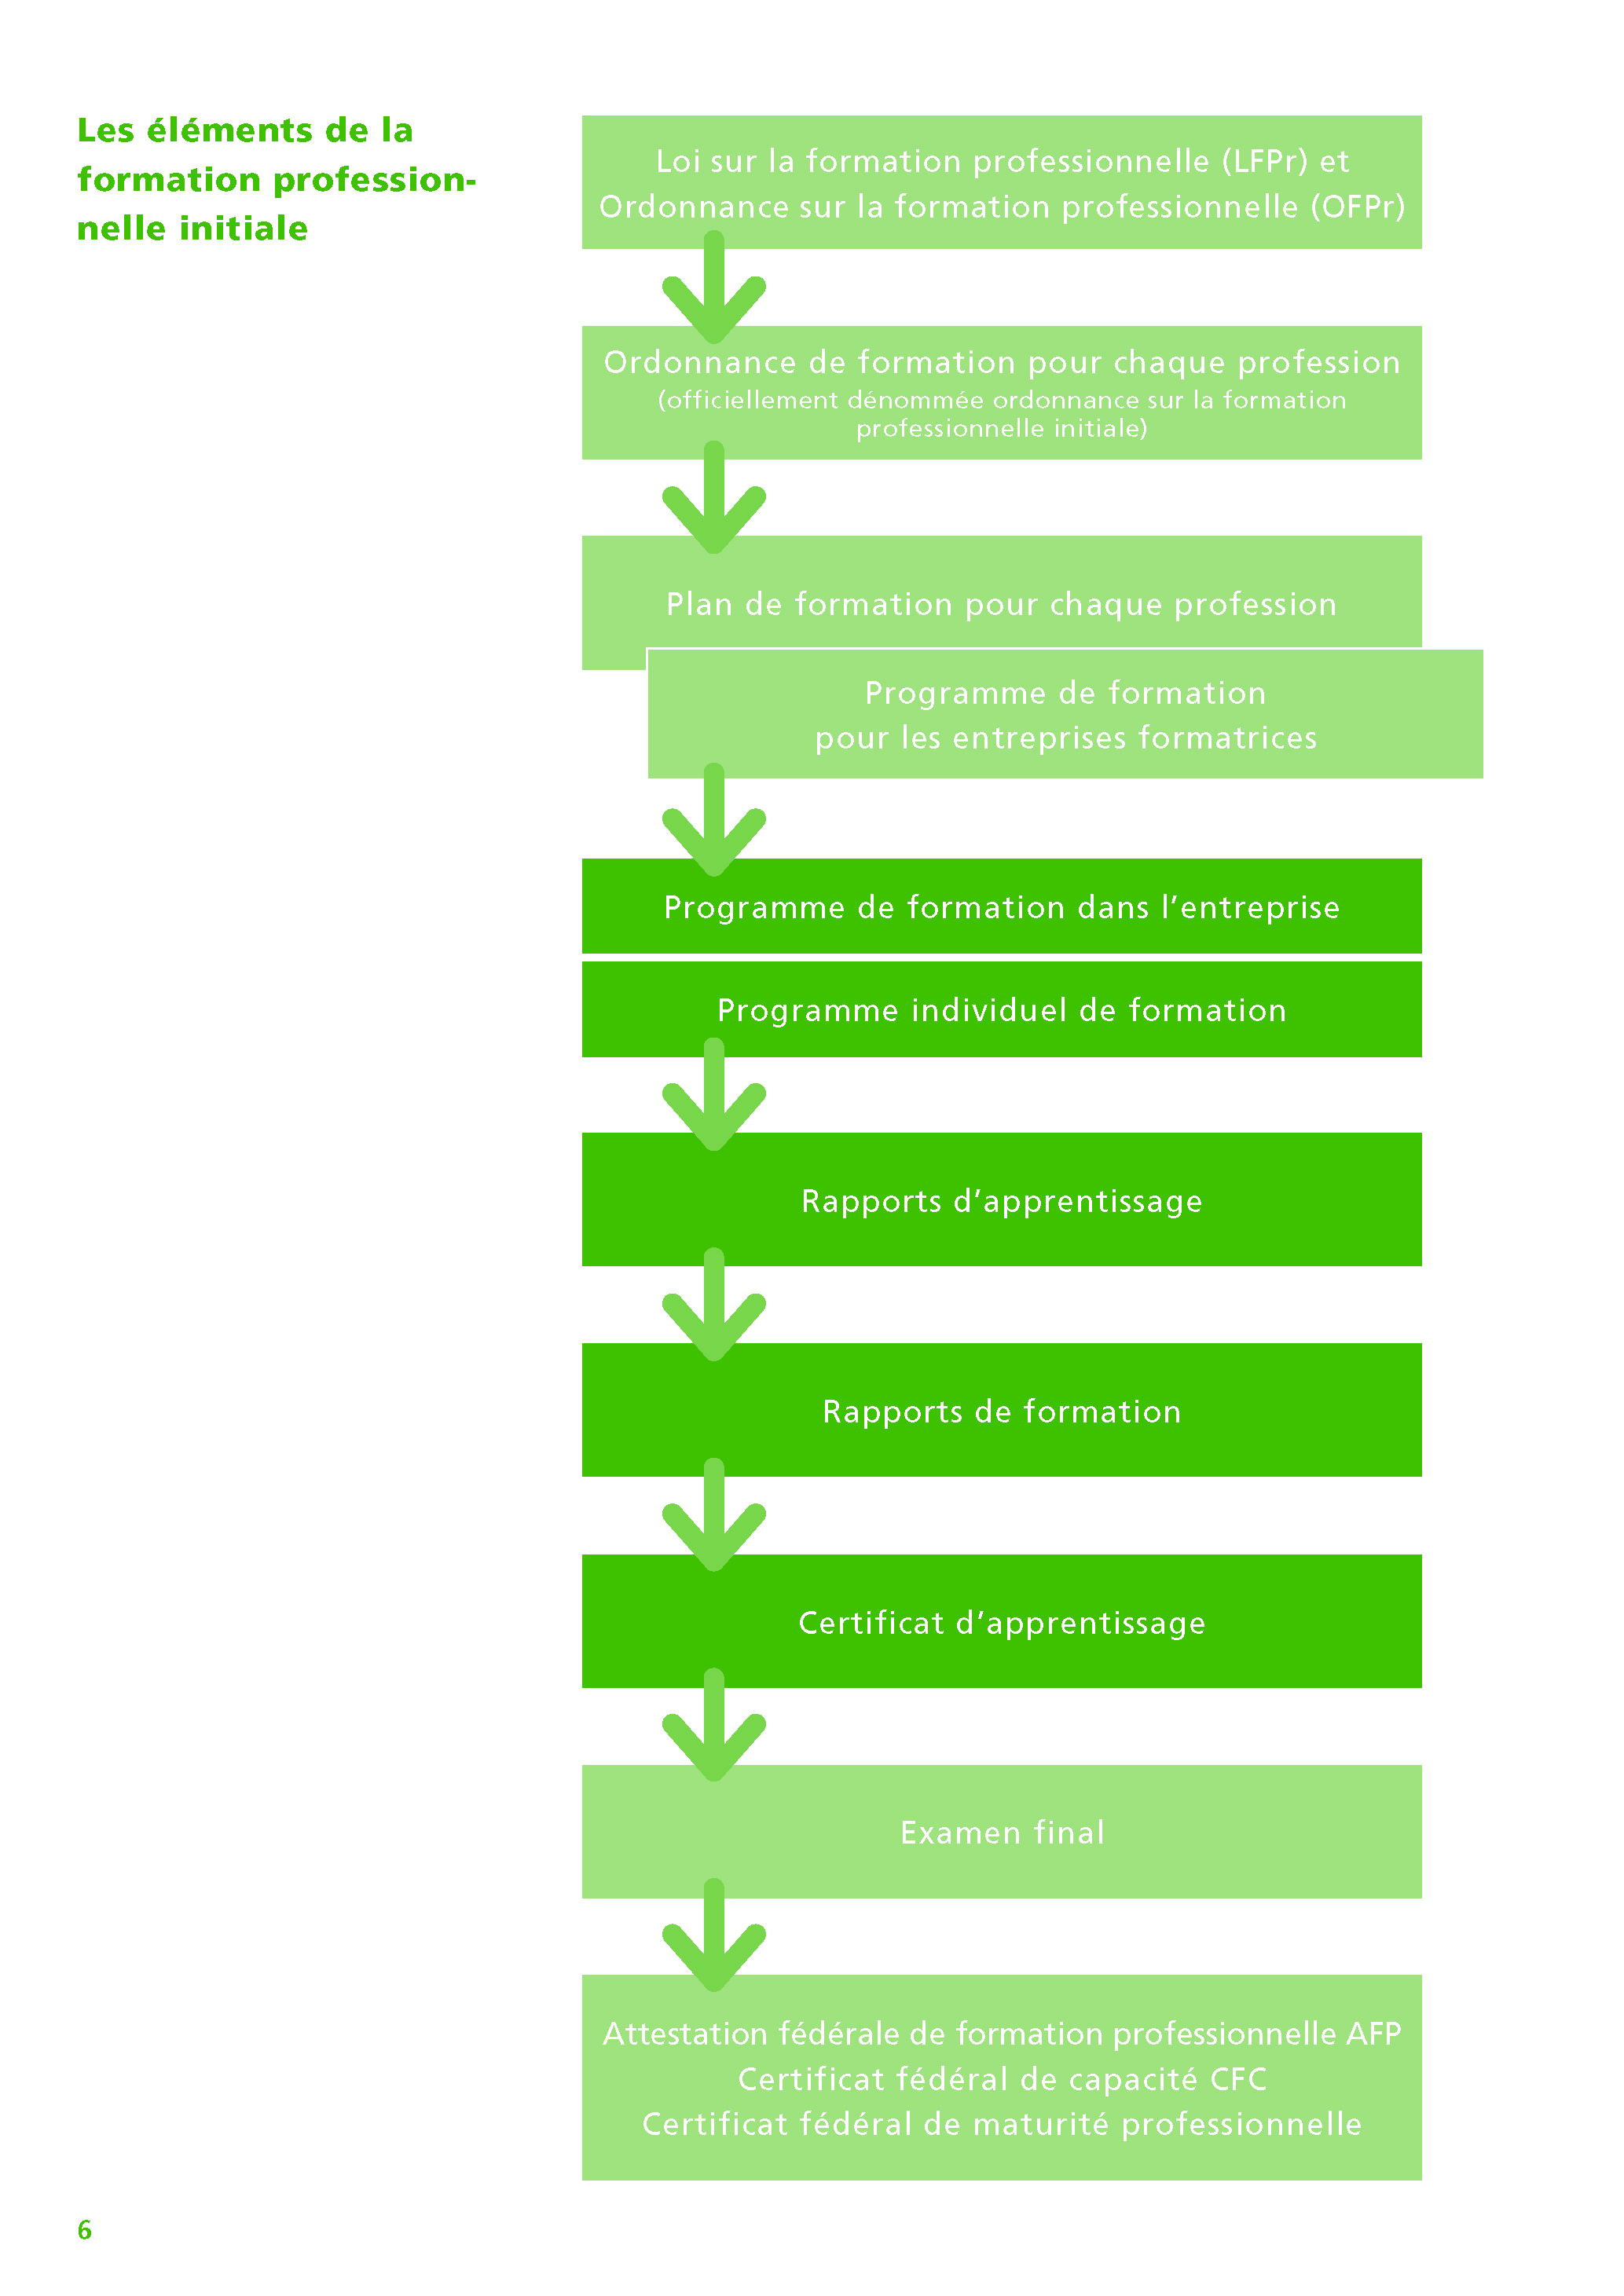 Les éléments de la
formation profession-
nelle initiale
Loi sur la formation professionnelle (LFPr) et
Ordonnance sur la formation professionnelle (OFPr)
Ordonnance de formation pour chaque profession
(officiellement dénommée ordonnance sur la formation
professionnelle initiale)
Plan de formation pour chaque profession
Programme de formation
pour les entreprises formatrices
Programme de formation dans l’entreprise
Programme individuel de formation
Rapports d’apprentissage
Rapports de formation
Certificat d’apprentissage
Examen final
Attestation fédérale de formation professionnelle AFP
Certificat fédéral de capacité CFC
Certificat fédéral de maturité professionnelle
6